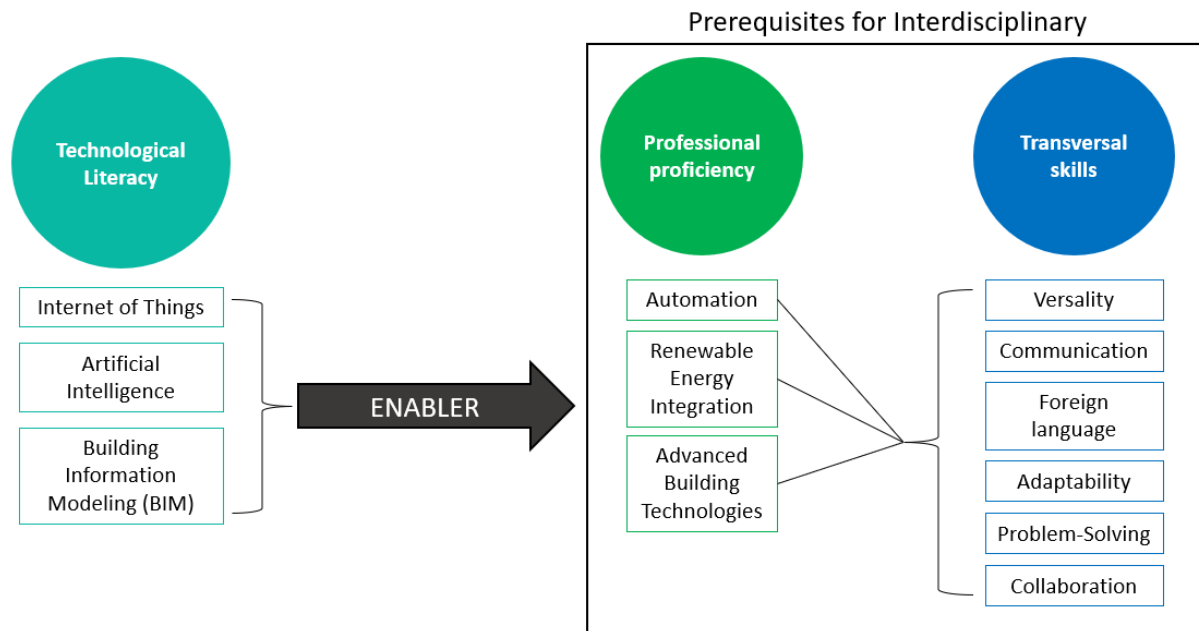 Prerequisites for Interdisciplinary
Technological
Literacy
Internet of Things
Artificial
Intelligence
Building
Information
Modeling (BIM)
ENABLER
Professional
proficiency
Automation
Renewable
Energy
Integration
Advanced
Building
Technologies
Transversal
skills
Versality
Communication
Foreign
language
Adaptability
Problem-Solving
Collaboration